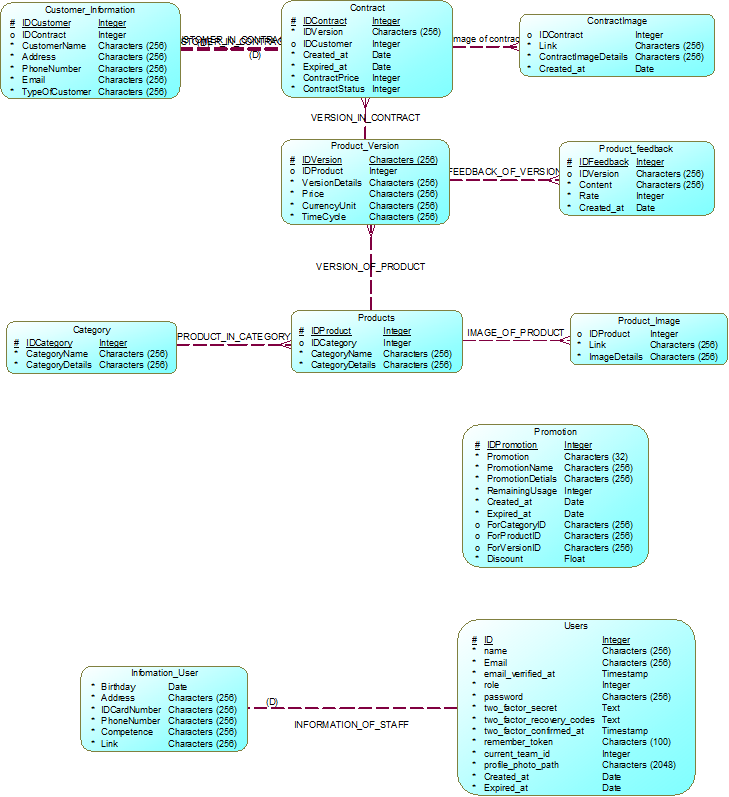 Customer_Information
# IDCustomer Integer
o IDContract Integer
* CustomerName Characters (256)
* Address Characters (256)
* PhoneNumber Characters (256)
* Email Characters (256)
* TypeOfCustomer Characters (256)
(D)
Contract
# IDContract Integer
* IDVersion Characters (256)
o IDCustomer Integer
* Created_at Date
* Expired_at Date
* ContractPrice Integer
* ContractStatus Integer
mage of contrac
ContractImage
o IDContract Integer
* Link Characters (256)
* ContractImageDetails Characters (256)
* Created_at Date
VERSION_IN_CONTRACT
Product_Version
# IDVersion Characters (256)
o IDProduct Integer
* VersionDetails Characters (256)
* Price Characters (256)
* CurrencyUnit Characters (256)
* TimeCycle Characters (256)
FEEDBACK_OF_VERSION
Product_feedback
# IDFeedback Integer
o IDVersion Characters (256)
* Content Characters (256)
* Rate Integer
* Created_at Date
VERSION_OF_PRODUCT
Category
# IDCategory Integer
* CategoryName Characters (256)
* CategoryDetails Characters (256)
PRODUCT_IN_CATEGORY
Products
# IDProduct Integer
o IDCategory Integer
* CategoryName Characters (256)
* CategoryDetails Characters (256)
IMAGE_OF_PRODUCT
Product_Image
o IDProduct Integer
* Link Characters (256)
* ImageDetails Characters (256)
Promotion
# IDPromotion Integer
* Promotion Characters (32)
* PromotionName Characters (256)
* PromotionDetials Characters (256)
* RemainingUsage Integer
* Created_at Date
* Expired_at Date
o ForCategoryID Characters (256)
o ForProductID Characters (256)
o ForVersionID Characters (256)
* Discount Float
Infomation_User
* Birthday Date
* Address Characters (256)
* IDCardNumber Characters (256)
* PhoneNumber Characters (256)
* Competence Characters (256)
* Link Characters (256)
(D)
INFORMATION_OF_STAFF
Users
# ID Integer
* name Characters (256)
* Email Characters (256)
* email_verrified_at Timestamp
* role Integer
* password Characters (256)
* two_factor_secret Text
* two_factor_recovery_codes Text
* two_factor_confirmed_at Timestamp
* remember_token Characters (100)
* current_team_id Integer
* profile_photo_path Characters (2048)
* Created_at Date
* Expired_at Date